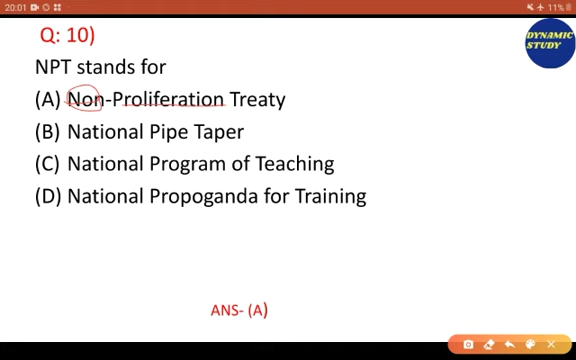 20:01
11%
DYNAMIC
STUDY
Q: 10)
NPT stands for
(A) Non-Proliferation Treaty
(B) National Pipe Taper
(C) National Program of Teaching
(D) National Propoganda for Training
ANS- (A)